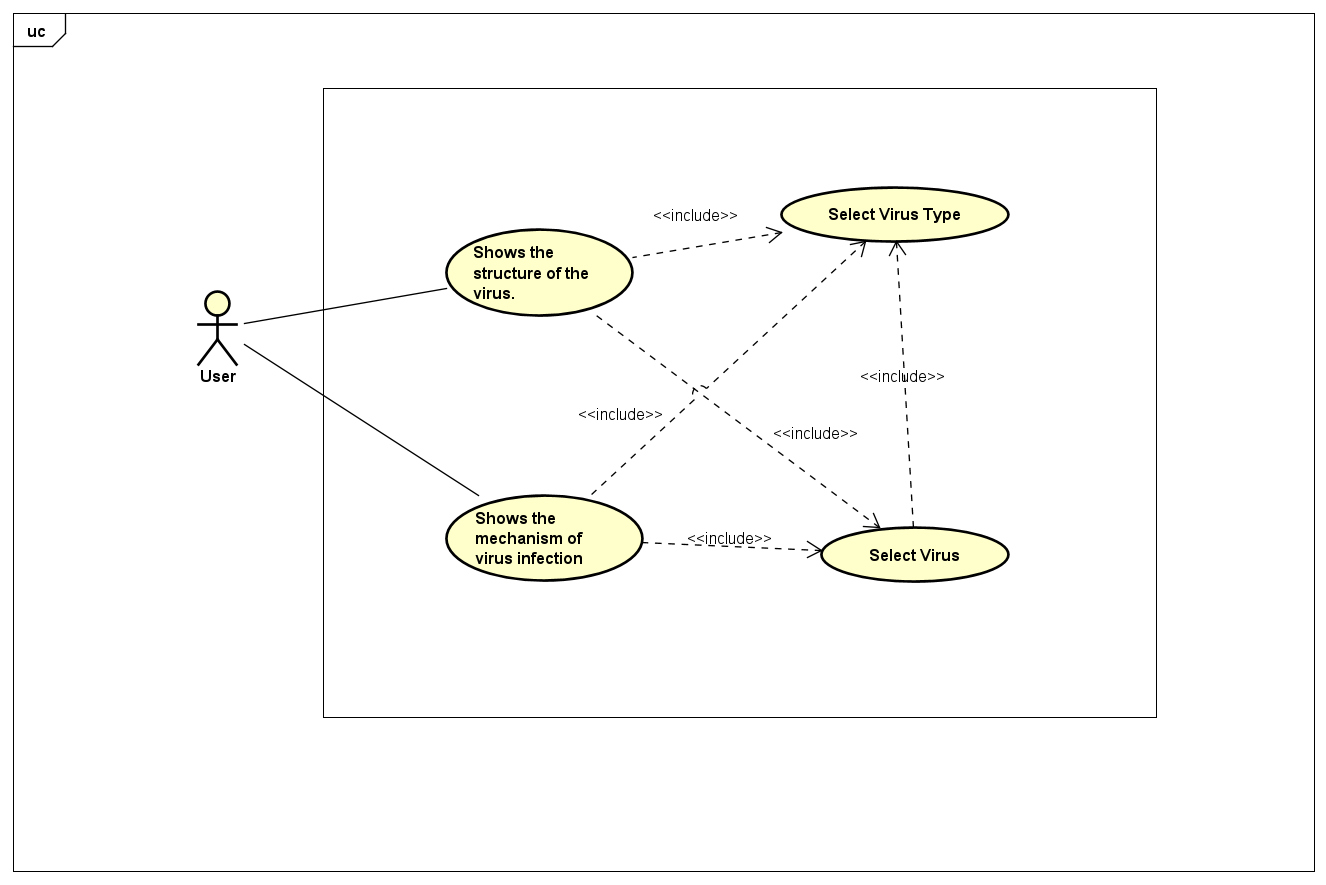 uc
<<include>>
Select Virus Type
Shows the
structure of the
virus.
User
<<include>>
<<include>>
<<include>>
Shows the
mechanism of
virus infection
<<include>>
Select Virus